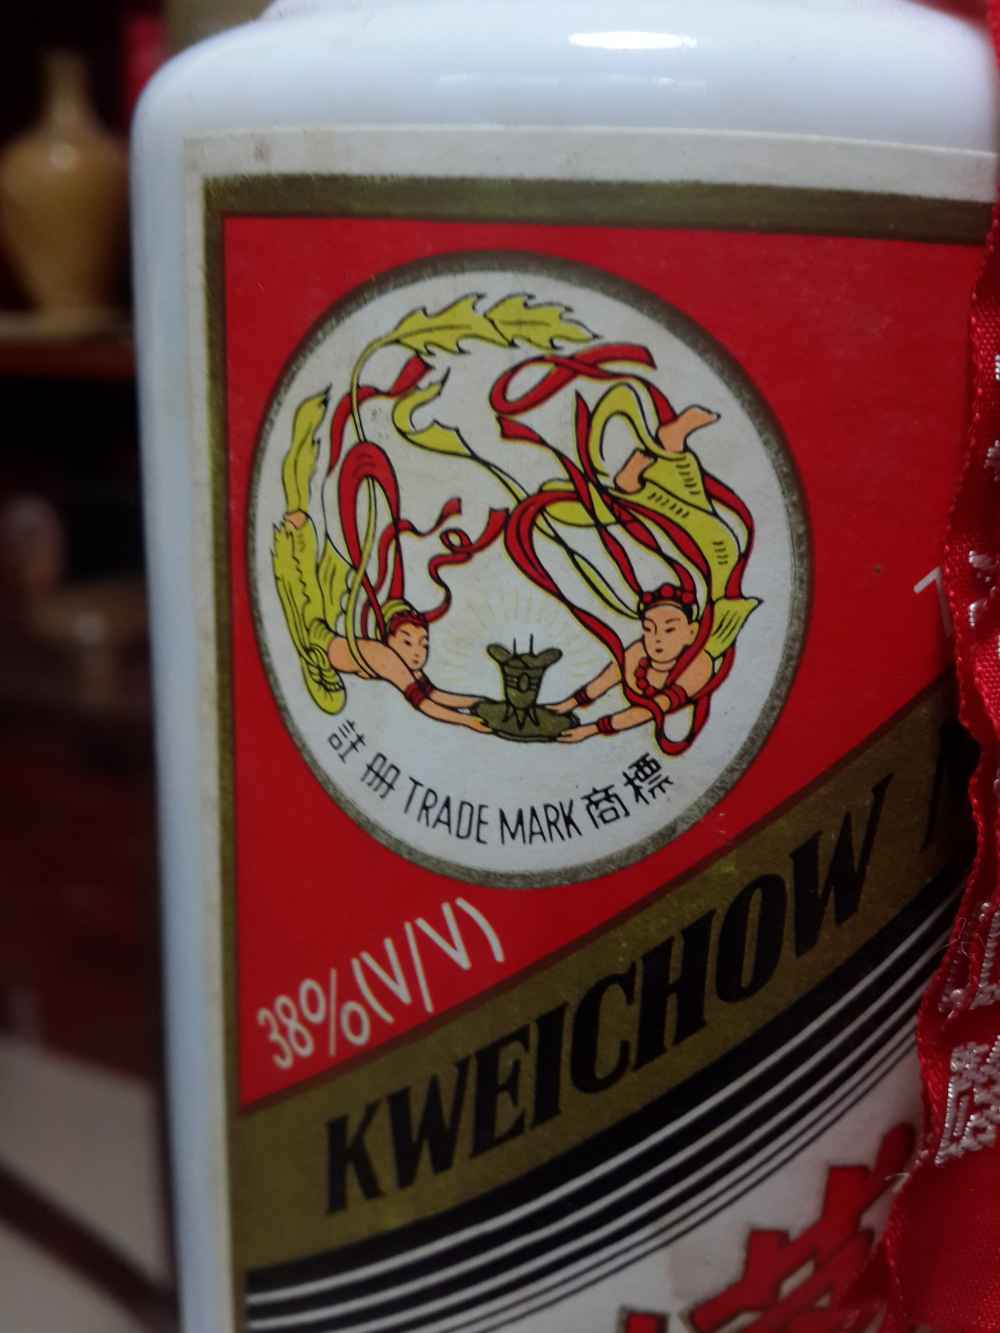 註册 TRADE MARK 商標
38%(V/V)
KWEICHOW